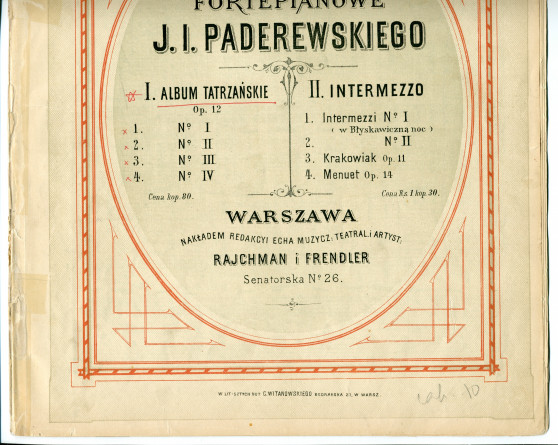 FORTEPIANOWE
J. I. PADEREWSKIEGO
I. ALBUM TATRZAŃSKIE
Op. 12
1. Nº I
2. Nº II
3. Nº III
4. Nº IV
Cena kop. 80.
II. INTERMEZZO
1. Intermezzi Nº I
( w Błyskawiczną noc )
2. Nº II
3. Krakowiak Op. 11
4. Menuet Op. 14
Cena Rs. 1 kop. 30.
WARSZAWA
NAKŁADEM REDAKCYI ECHA MUZYCZ. TEATRAL. i ARTYST.
RAJCHMAN i FRENDLER
Senatorska Nº 26.
C. WITANOWSKIEGO
W WARSZ.